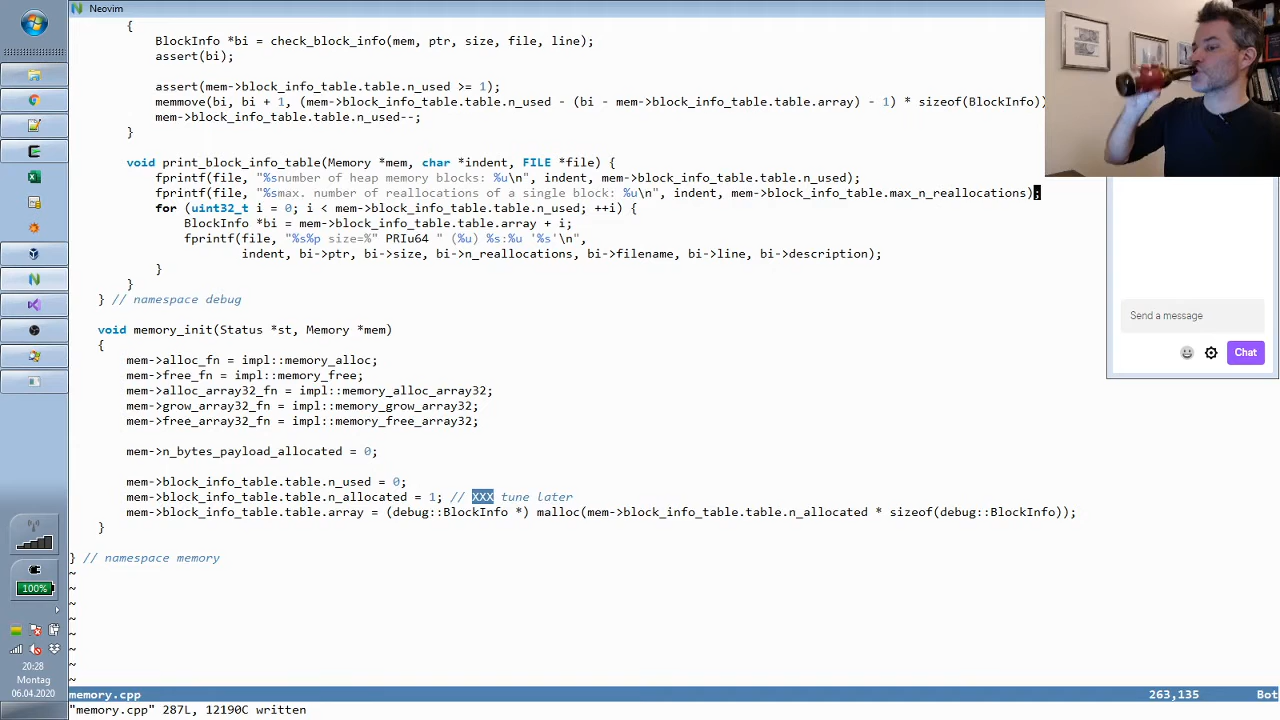 Neovim
{
BlockInfo *bi = check_block_info(mem, ptr, size, file, line);
assert(bi);
assert(mem->block_info_table.table.n_used >= 1);
memmove(bi, bi + 1, (mem->block_info_table.table.n_used - (bi - mem->block_info_table.table.array) - 1) * sizeof(BlockInfo))
mem->block_info_table.table.n_used--;
}
void print_block_info_table(Memory *mem, char *indent, FILE *file) {
fprintf(file, "%snumber of heap memory blocks: %u\n", indent, mem->block_info_table.table.n_used);
fprintf(file, "%smax. number of reallocations of a single block: %u\n", indent, mem->block_info_table.max_n_reallocations);
for (uint32_t i = 0; i < mem->block_info_table.table.n_used; ++i) {
BlockInfo *bi = mem->block_info_table.table.array + i;
fprintf(file, "%s%p size=%" PRIu64 " (%u) %s:%u '%s'\n",
indent, bi->ptr, bi->size, bi->n_reallocations, bi->filename, bi->line, bi->description);
}
}
} // namespace debug
void memory_init(Status *st, Memory *mem)
{
mem->alloc_fn = impl::memory_alloc;
mem->free_fn = impl::memory_free;
mem->alloc_array32_fn = impl::memory_alloc_array32;
mem->grow_array32_fn = impl::memory_grow_array32;
mem->free_array32_fn = impl::memory_free_array32;
mem->n_bytes_payload_allocated = 0;
mem->block_info_table.table.n_used = 0;
mem->block_info_table.table.n_allocated = 1; // XXX tune later
mem->block_info_table.table.array = (debug::BlockInfo *) malloc(mem->block_info_table.table.n_allocated * sizeof(debug::BlockInfo));
}
} // namespace memory
~
~
~
~
~
~
~
~
memory.cpp 263,135 Bot
"memory.cpp" 287L, 12190C written
Send a message
Chat
100%
20:28
Montag
06.04.2020